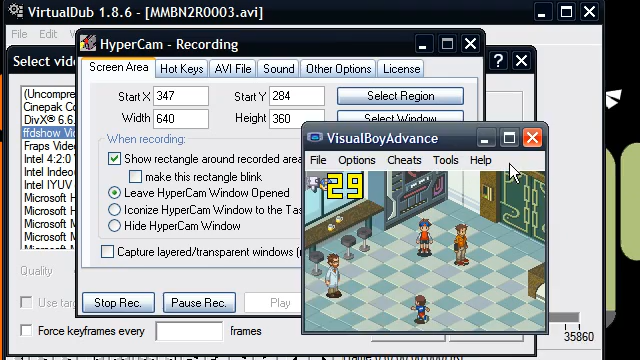 VirtualDub 1.8.6 - [MMBN2R0003.avi]
File Edit
Select vide
(Uncompre
Cinepak Co
DivX® 6.6.
ffdshow Vid
Fraps Video
Intel 4:2:0
Intel Indeo
Intel IYUV
Microsoft H
Microsoft
Microsoft
Microsoft
Quality
Use targ
Force keyframes every frames
35860
HyperCam - Recording
Screen Area Hot Keys AVI File Sound Other Options License
Start X 347 Start Y 284 Select Region
Width 640 Height 360 Select Window
When recording:
Show rectangle around recorded area
make this rectangle blink
Leave HyperCam Window Opened
Iconize HyperCam Window to the Tas
Hide HyperCam Window
Capture layered/transparent windows (
Stop Rec. Pause Rec. Play
VisualBoyAdvance
File Options Cheats Tools Help
29